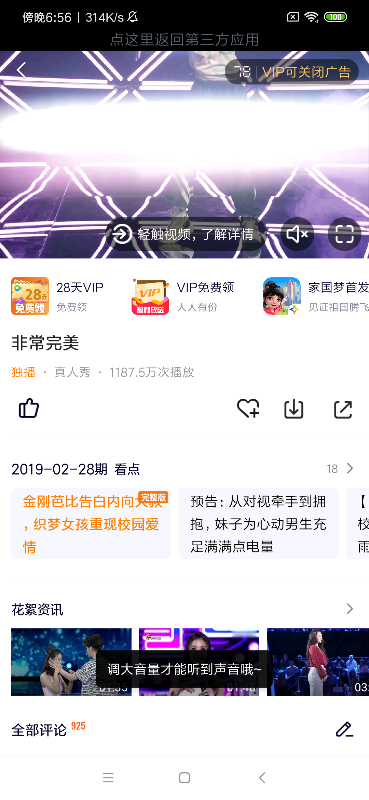 傍晚6:56 | 314K/s
100
点这里返回第三方应用
78 | VIP可关闭广告
轻触视频，了解详情
28天
免费领
28天VIP
免费领
VIP
VIP免费领
人人有份
家国梦首发
见证祖国腾飞
非常完美
独播 · 真人秀 · 1187.5万次播放
2019-02-28期 看点
18
金刚芭比告白内向大叔
完整版
，织梦女孩重现校园爱
情
预告：从对视牵手到拥
抱，妹子为心动男生充
足满满点电量
【
校
雨
花絮资讯
调大音量才能听到声音哦~
01:48
03:
全部评论 925